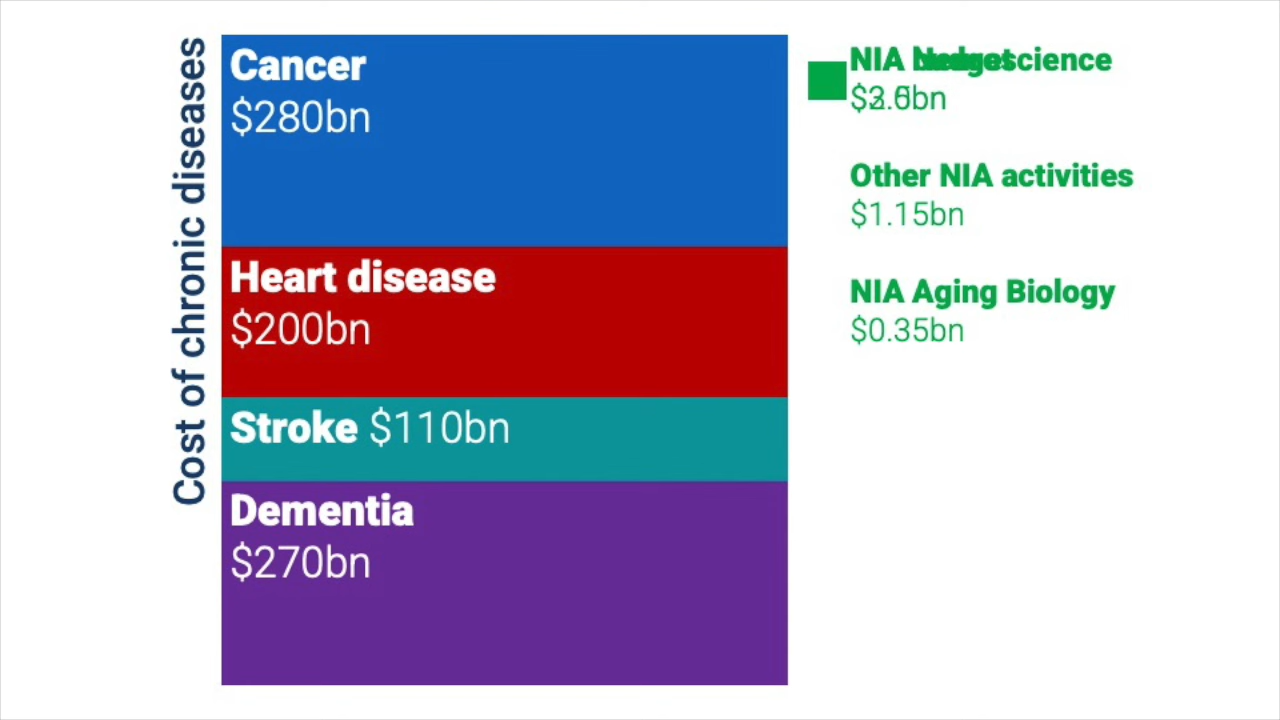 Cost of chronic diseases
Cancer
$280bn
Heart disease
$200bn
Stroke $110bn
Dementia
$270bn
NIA
Other NIA activities
$1.15bn
NIA Aging Biology
$0.35bn